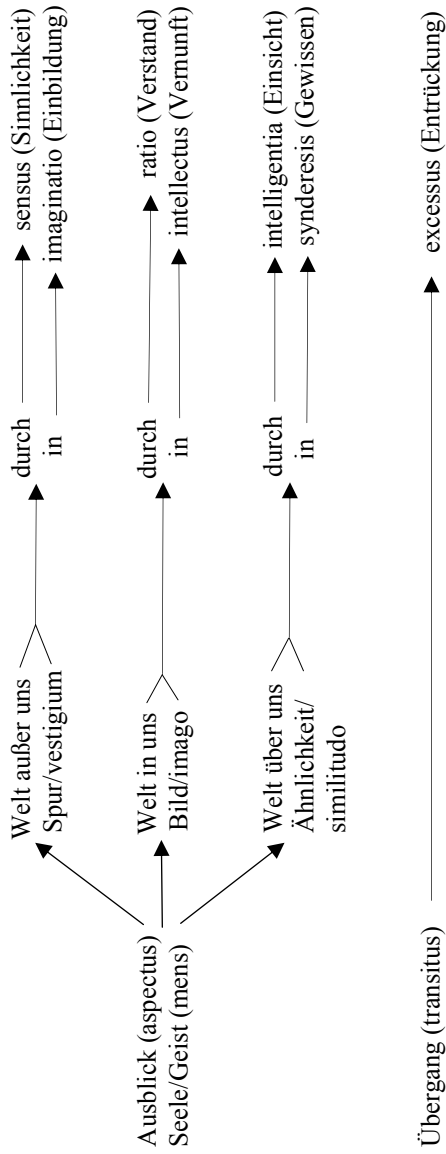 Ausblick (aspectus)
Seele/Geist (mens)
Welt außer uns
Spur/vestigium
durch
in
sensus (Sinnlichkeit)
imaginatio (Einbildung)
Welt in uns
Bild/imago
durch
in
ratio (Verstand)
intellectus (Vernunft)
Welt über uns
Ähnlichkeit/
similitudo
durch
in
intelligentia (Einsicht)
synderesis (Gewissen)
Übergang (transitus)
excessus (Entrückung)